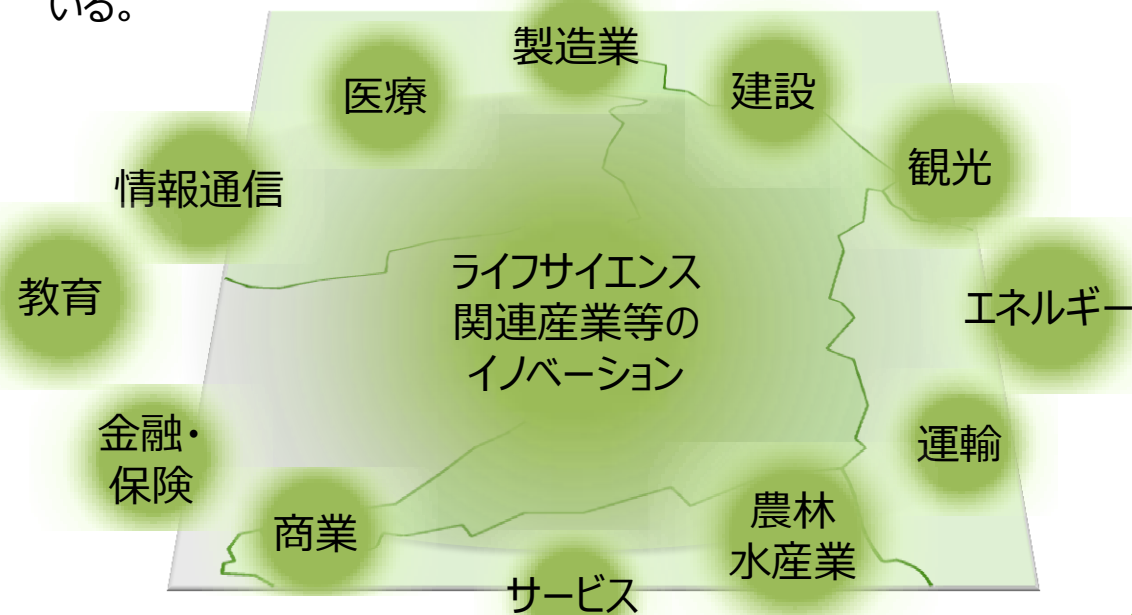 いる。
製造業
医療
建設
観光
情報通信
ライフサイエンス
関連産業等の
イノベーション
教育
エネルギー
金融・
保険
運輸
商業
農林
水産業
サービス